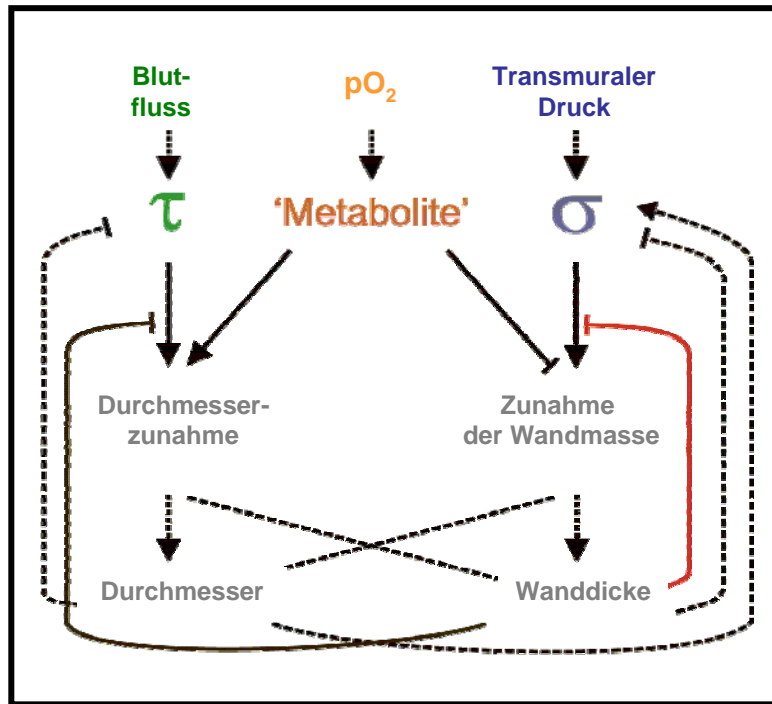 Blut-
fluss
pO₂
Transmuraler
Druck
τ
'Metabolite'
σ
Durchmesser-
zunahme
Zunahme
der Wandmasse
Durchmesser
Wanddicke